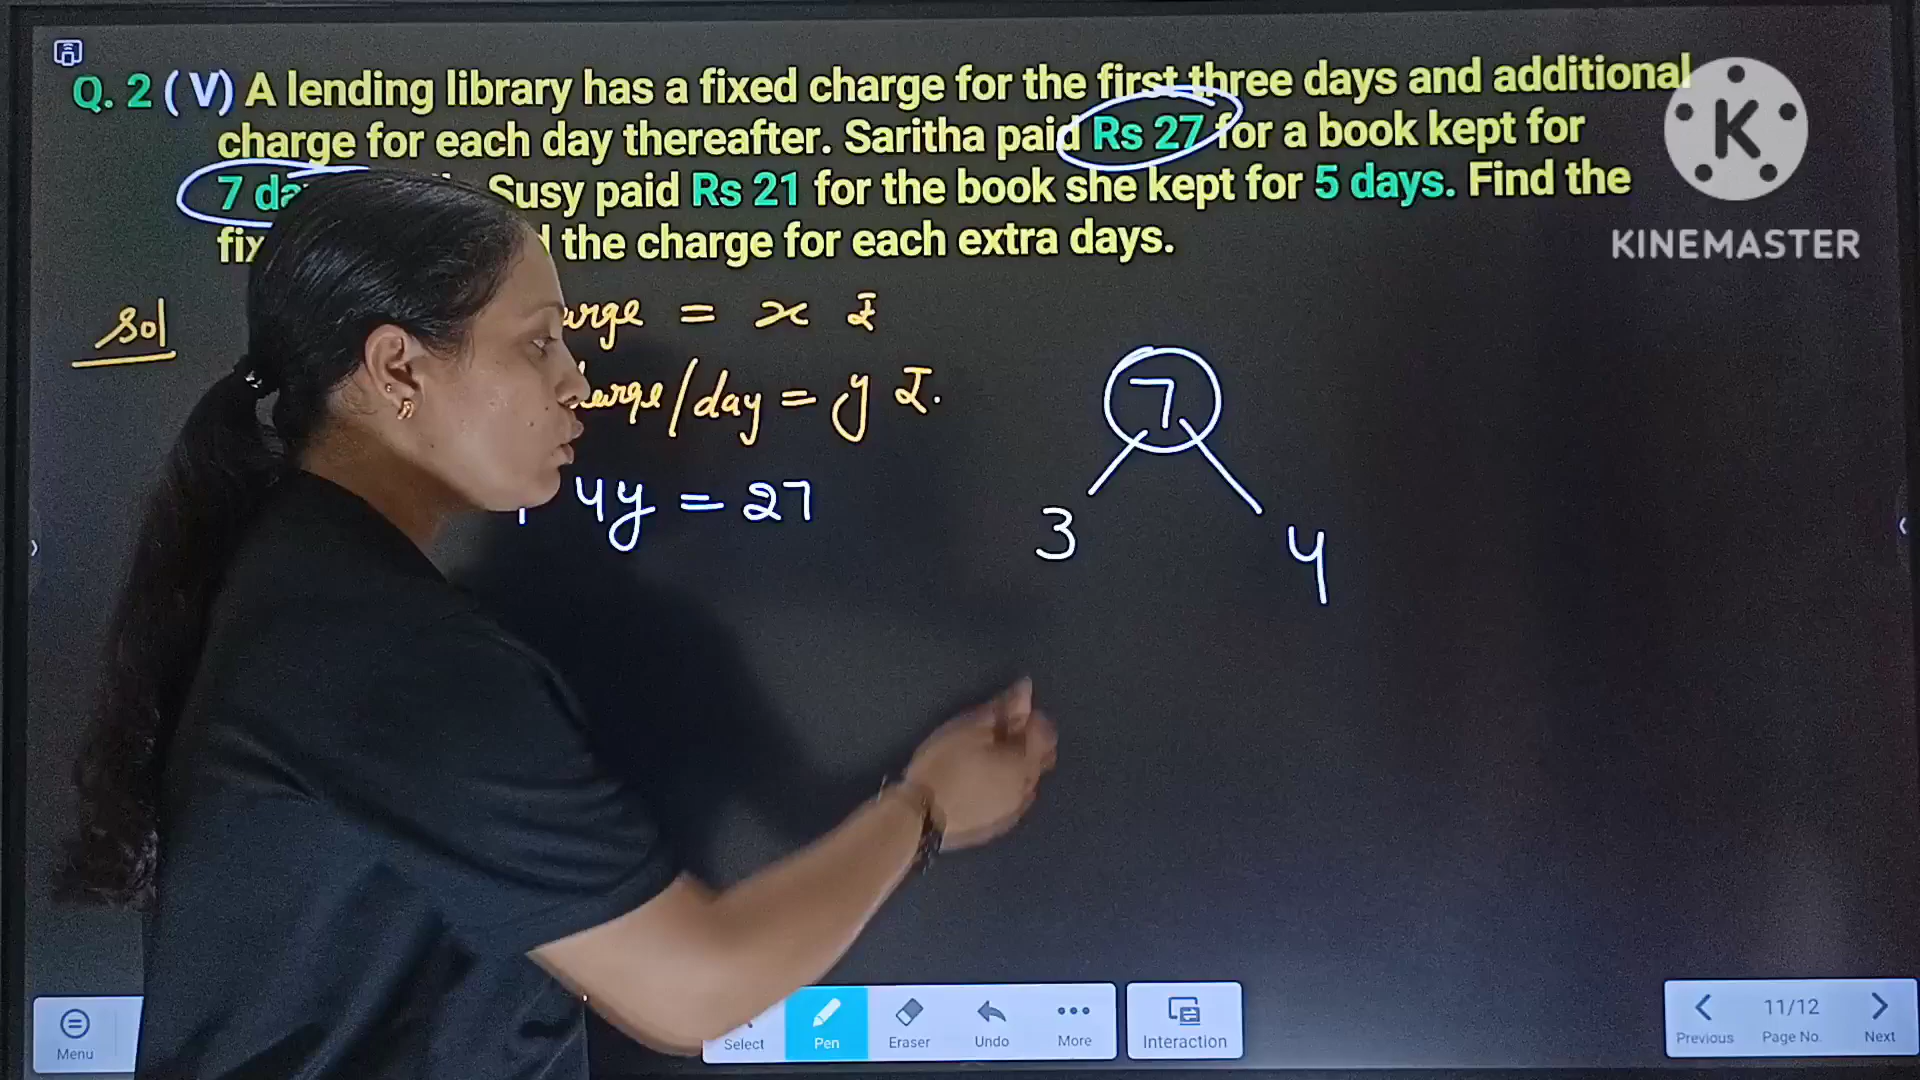 Q. 2 ( V) A lending library has a fixed charge for the first three days and additional
charge for each day thereafter. Saritha paid Rs 27 for a book kept for
7 Susy paid Rs 21 for the book she kept for 5 days. Find the
the charge for each extra days.
K
KINEMASTER
Sol
= x ₹
/day = y ₹.
4y = 27
7
3
4
Menu
Select
Pen
Eraser
Undo
More
Interaction
Previous
11/12
Page No.
Next